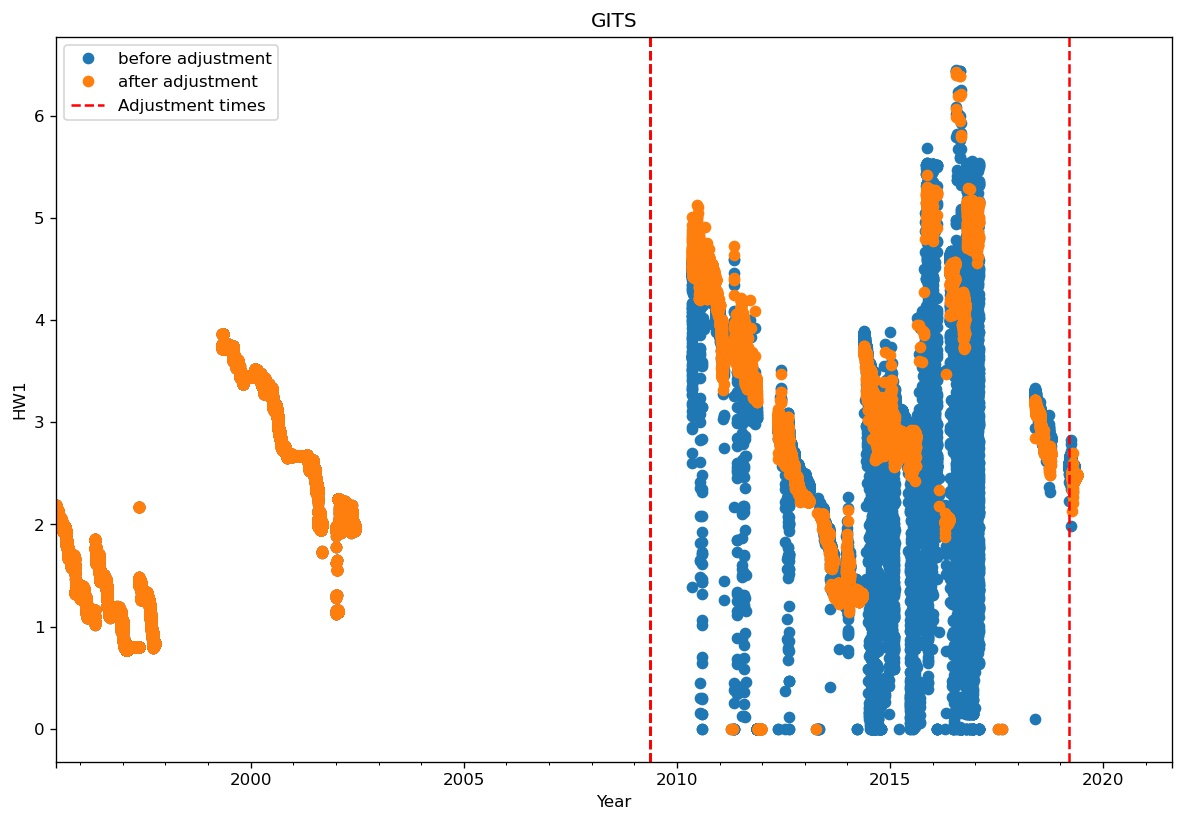 GITS
before adjustment
after adjustment
Adjustment times
HW1
6
5
4
3
2
1
0
2000 2005 2010 2015 2020
Year